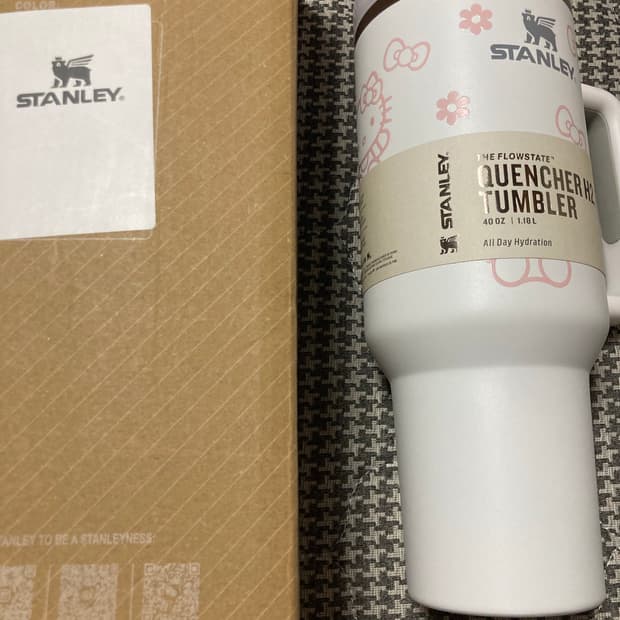 COLOR:
STANLEY®
STANLEY TO BE A STANLEYNESS:
STANLEY®
STANLEY
THE FLOWSTATE™
QUENCHER H2
TUMBLER
40 OZ | 1.18 L
All Day Hydration